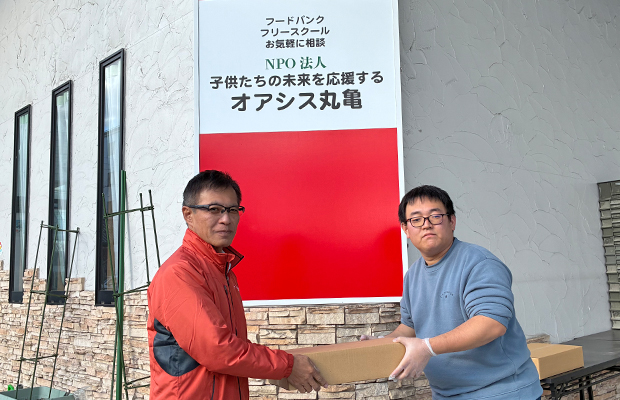 フードバンク
フリースクール
お気軽に相談
NPO 法人
子供たちの未来を応援する
オアシス丸亀